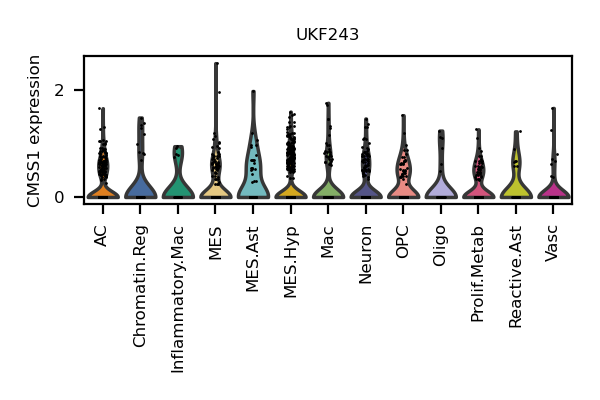 UKF243
CMSS1 expression
2
0
AC
Chromatin.Reg
Inflammatory.Mac
MES
MES.Ast
MES.Hyp
Mac
Neuron
OPC
Oligo
Prolif.Metab
Reactive.Ast
Vasc